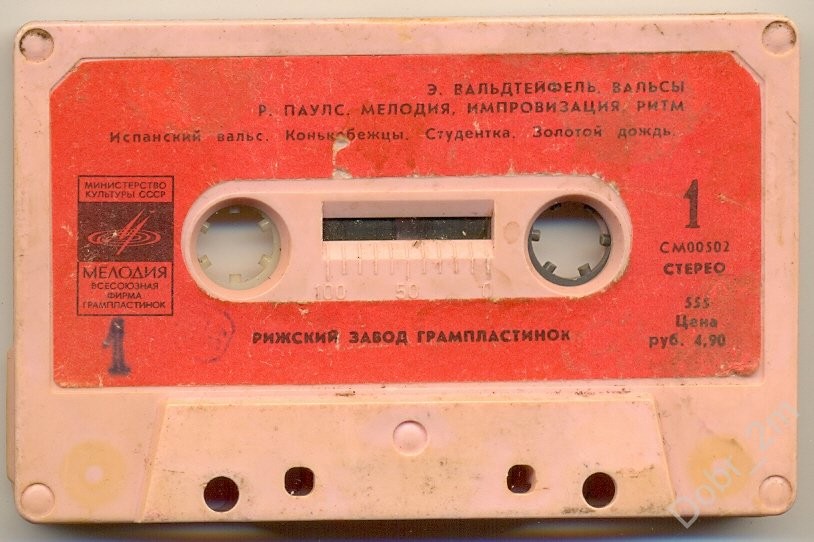 Э. ВАЛЬДТЕЙФЕЛЬ. ВАЛЬСЫ
Р. ПАУЛС. МЕЛОДИЯ, ИМПРОВИЗАЦИЯ, РИТМ
Испанский вальс. Конькобежцы. Студентка. Золотой дождь.
МИНИСТЕРСТВО
КУЛЬТУРЫ СССР
МЕЛОДИЯ
ВСЕСОЮЗНАЯ
ФИРМА
ГРАМПЛАСТИНОК
1
100 50
1
СМ00502
СТЕРЕО
555
Цена
руб. 4,90
РИЖСКИЙ ЗАВОД ГРАМПЛАСТИНОК
Dobr_2m